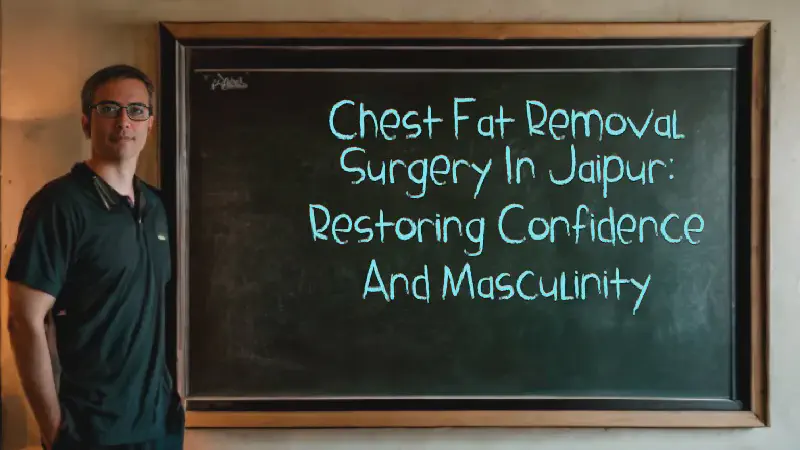 Chest Fat Removal
Surgery In Jaipur:
Restoring Confidence
And Masculinity